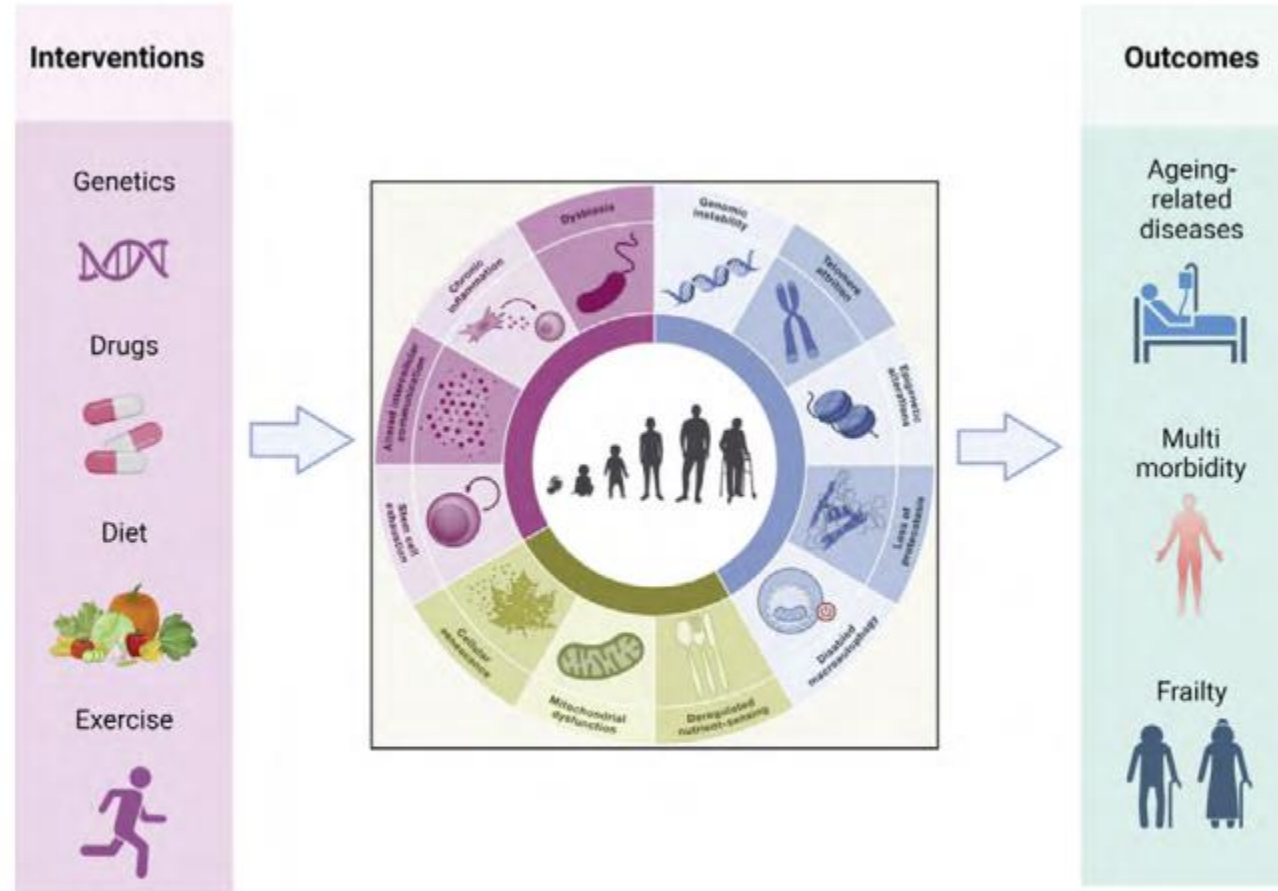 Interventions
Genetics
Drugs
Diet
Exercise
Dysbiosis
Genomic
instability
Telomere
attrition
Epigenetic
alterations
Loss of
proteostasis
Disabled
macroautophagy
Deregulated
nutrient-sensing
Mitochondrial
dysfunction
Cellular
senescence
Stem cell
exhaustion
Altered intercellular
communication
Chronic
inflammation
Outcomes
Ageing-
related
diseases
Multi
morbidity
Frailty